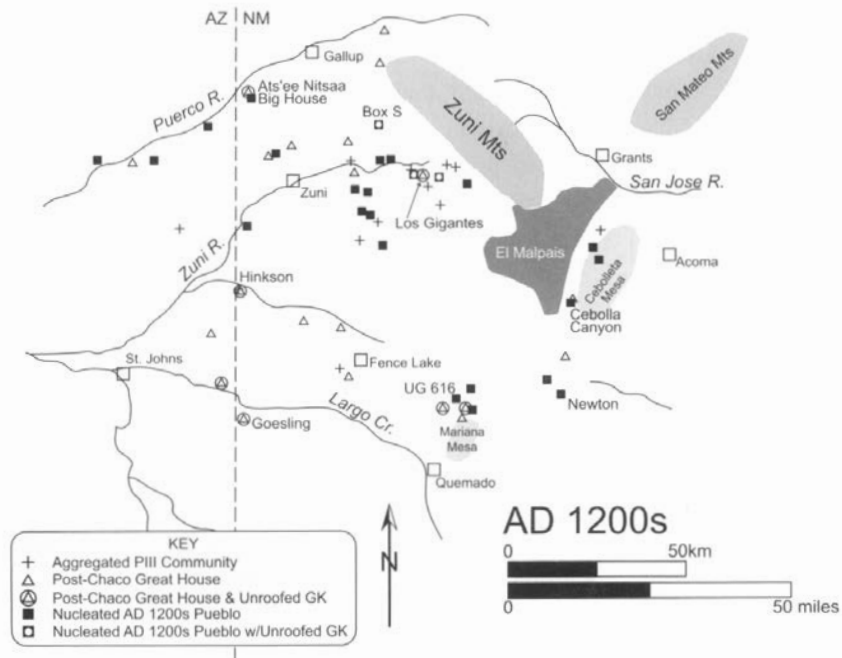 AZ NM
Gallup
Ats'ee Nitsaa
Big House
Puerco R.
Box S
Zuni Mts
San Mateo Mts
Grants
San Jose R.
Zuni
Los Gigantes
Zuni R.
El Malpais
Acoma
Cebolleta
Mesa
Hinkson
Cebolla
Canyon
St. Johns
Fence Lake
UG 616
Newton
Largo Cr.
Goesling
Mariana
Mesa
Quemado
N
AD 1200s
0 50km
0 50 miles
KEY
Aggregated PIII Community
Post-Chaco Great House
Post-Chaco Great House & Unroofed GK
Nucleated AD 1200s Pueblo
Nucleated AD 1200s Pueblo w/Unroofed GK